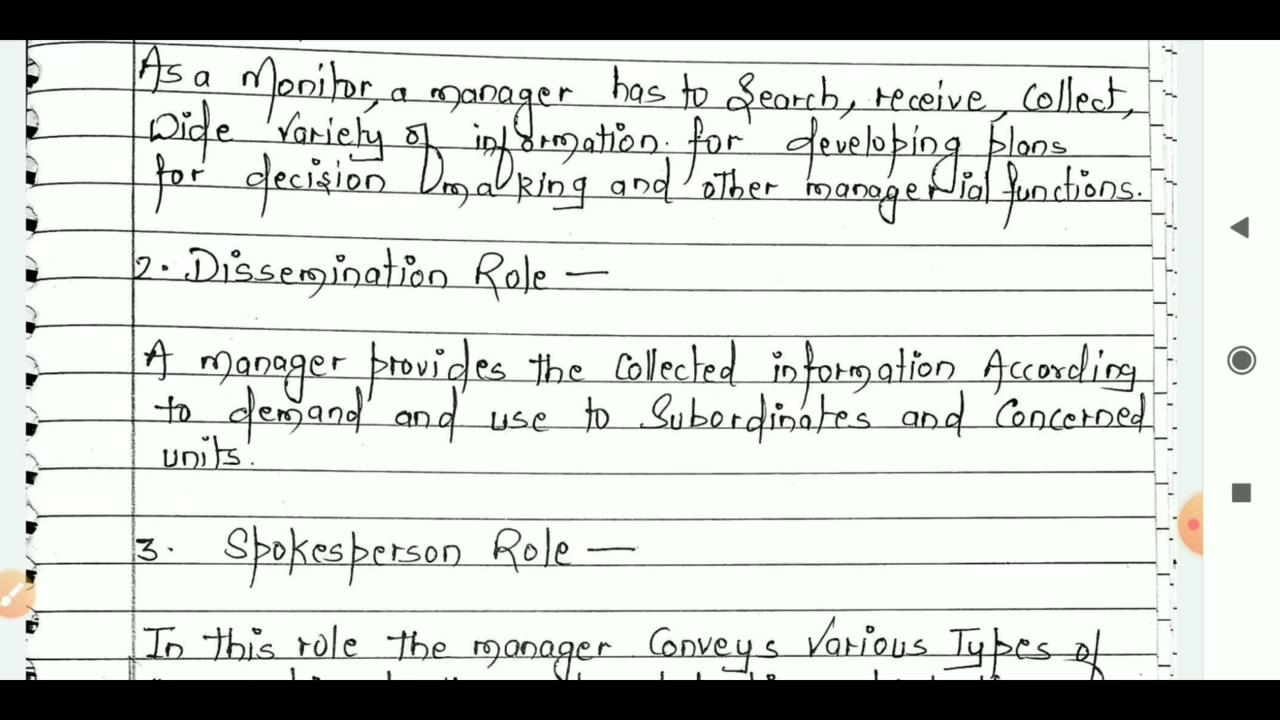 As a Monitor, a manager has to Search, receive, Collect,
Wide Variety of information. for developing plans
for decision making and other managerial functions.
2. Dissemination Role —
A manager provides the Collected information According
to demand and use to Subordinates and Concerned
units.
3. Spokesperson Role —
In this role the manager Conveys Various Types of